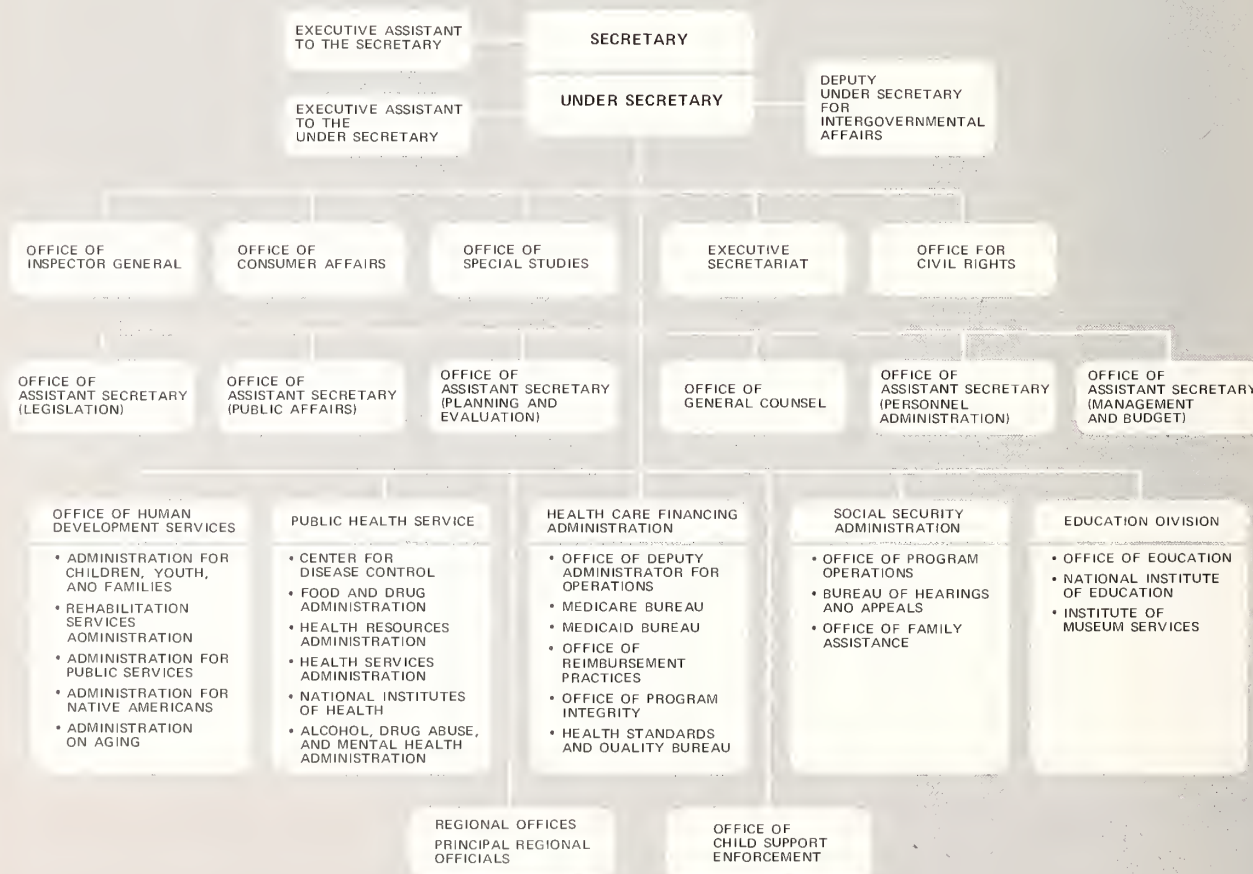 EXECUTIVE ASSISTANT
TO THE SECRETARY
SECRETARY
UNDER SECRETARY
EXECUTIVE ASSISTANT
TO THE
UNDER SECRETARY
DEPUTY
UNDER SECRETARY
FOR
INTERGOVERNMENTAL
AFFAIRS
OFFICE OF
INSPECTOR GENERAL
OFFICE OF
CONSUMER AFFAIRS
OFFICE OF
SPECIAL STUDIES
EXECUTIVE
SECRETARIAT
OFFICE FOR
CIVIL RIGHTS
OFFICE OF
ASSISTANT SECRETARY
(LEGISLATION)
OFFICE OF
ASSISTANT SECRETARY
(PUBLIC AFFAIRS)
OFFICE OF
ASSISTANT SECRETARY
(PLANNING AND
EVALUATION)
OFFICE OF
GENERAL COUNSEL
OFFICE OF
ASSISTANT SECRETARY
(PERSONNEL
ADMINISTRATION)
OFFICE OF
ASSISTANT SECRETARY
(MANAGEMENT
AND BUDGET)
OFFICE OF HUMAN
DEVELOPMENT SERVICES
• ADMINISTRATION FOR
CHILDREN, YOUTH,
ANO FAMILIES
• REHABILITATION
SERVICES
AOMINISTRATION
• ADMINISTRATION FOR
PUBLIC SERVICES
• ADMINISTRATION FOR
NATIVE AMERICANS
• ADMINISTRATION
ON AGING
PUBLIC HEALTH SERVICE
• CENTER FOR
DISEASE CONTROL
• FOOD AND DRUG
ADMINISTRATION
• HEALTH RESOURCES
ADMINISTRATION
• HEALTH SERVICES
ADMINISTRATION
• NATIONAL INSTITUTES
OF HEALTH
• ALCOHOL, DRUG ABUSE,
AND MENTAL HEALTH
ADMINISTRATION
HEALTH CARE FINANCING
ADMINISTRATION
• OFFICE OF DEPUTY
ADMINISTRATOR FOR
OPERATIONS
• MEDICARE BUREAU
• MEDICAID BUREAU
• OFFICE OF
REIMBURSEMENT
PRACTICES
• OFFICE OF PROGRAM
INTEGRITY
• HEALTH STANDARDS
AND QUALITY BUREAU
SOCIAL SECURITY
ADMINISTRATION
• OFFICE OF PROGRAM
OPERATIONS
• BUREAU OF HEARINGS
ANO APPEALS
• OFFICE OF FAMILY
ASSISTANCE
EDUCATION DIVISION
• OFFICE OF EDUCATION
• NATIONAL INSTITUTE
OF EDUCATION
• INSTITUTE OF
MUSEUM SERVICES
REGIONAL OFFICES
PRINCIPAL REGIONAL
OFFICIALS
OFFICE OF
CHILD SUPPORT
ENFORCEMENT